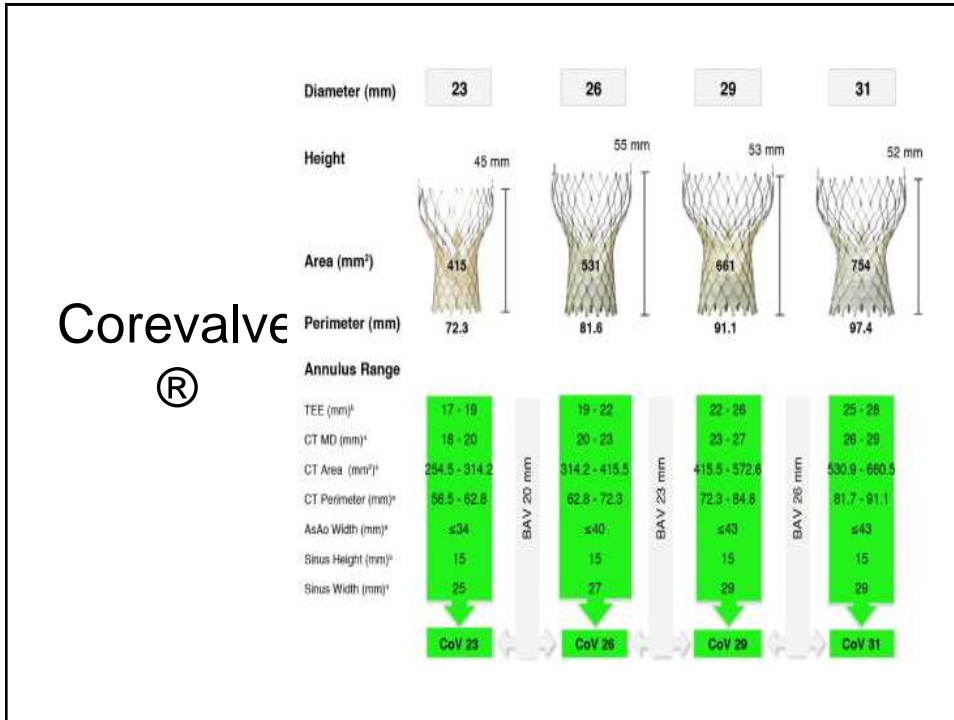 Corevalve
®
Diameter (mm) 23 26 29 31
Height 45 mm 55 mm 53 mm 52 mm
Area (mm²) 415 531 661 754
Perimeter (mm) 72.3 81.6 91.1 97.4
Annulus Range
TEE (mm) 17 - 19 19 - 22 22 - 26 25 - 28
CT MD (mm) 18 - 20 20 - 23 23 - 27 26 - 29
CT Area (mm²) 254.5 - 314.2 314.2 - 415.5 415.5 - 572.6 530.9 - 660.5
CT Perimeter (mm) 56.5 - 62.8 62.8 - 72.3 72.3 - 84.8 81.7 - 91.1
AsAo Width (mm) ≤34 ≤40 ≤43 ≤43
Sinus Height (mm) 15 15 15 15
Sinus Width (mm) 25 27 29 29
BAV 20 mm
BAV 23 mm
BAV 26 mm
CoV 23 CoV 26 CoV 29 CoV 31